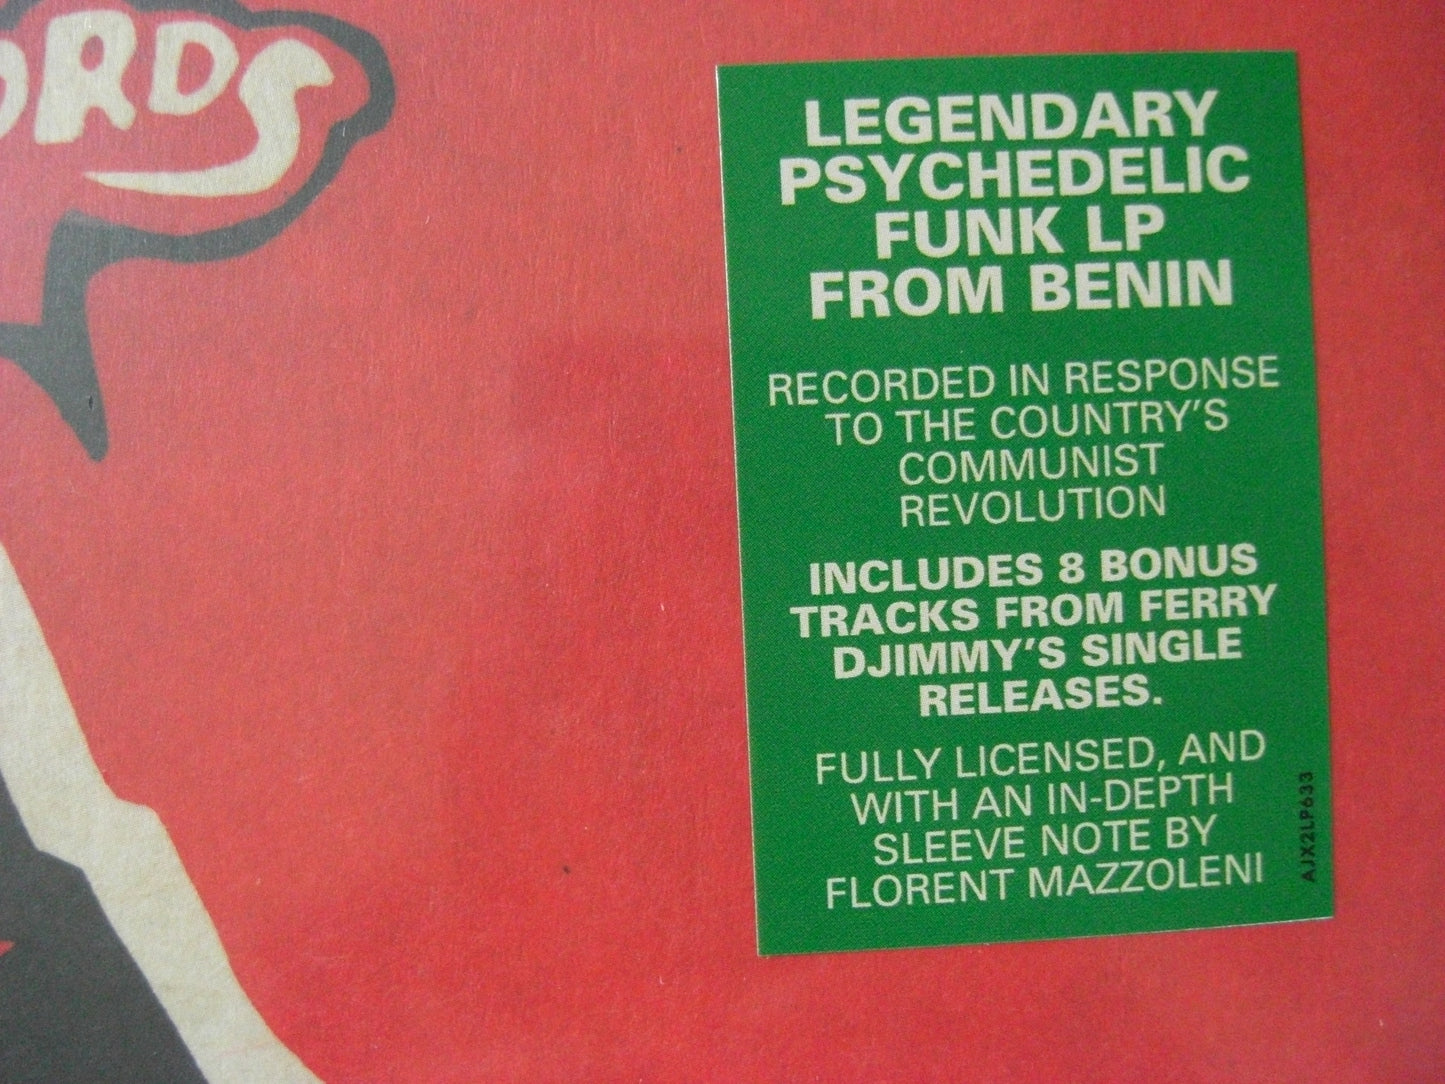 ORDS
LEGENDARY
PSYCHEDELIC
FUNK LP
FROM BENIN
RECORDED IN RESPONSE
TO THE COUNTRY'S
COMMUNIST
REVOLUTION
INCLUDES 8 BONUS
TRACKS FROM FERRY
DJIMMY'S SINGLE
RELEASES.
FULLY LICENSED, AND
WITH AN IN-DEPTH
SLEEVE NOTE BY
FLORENT MAZZOLENI
AJX2LP633